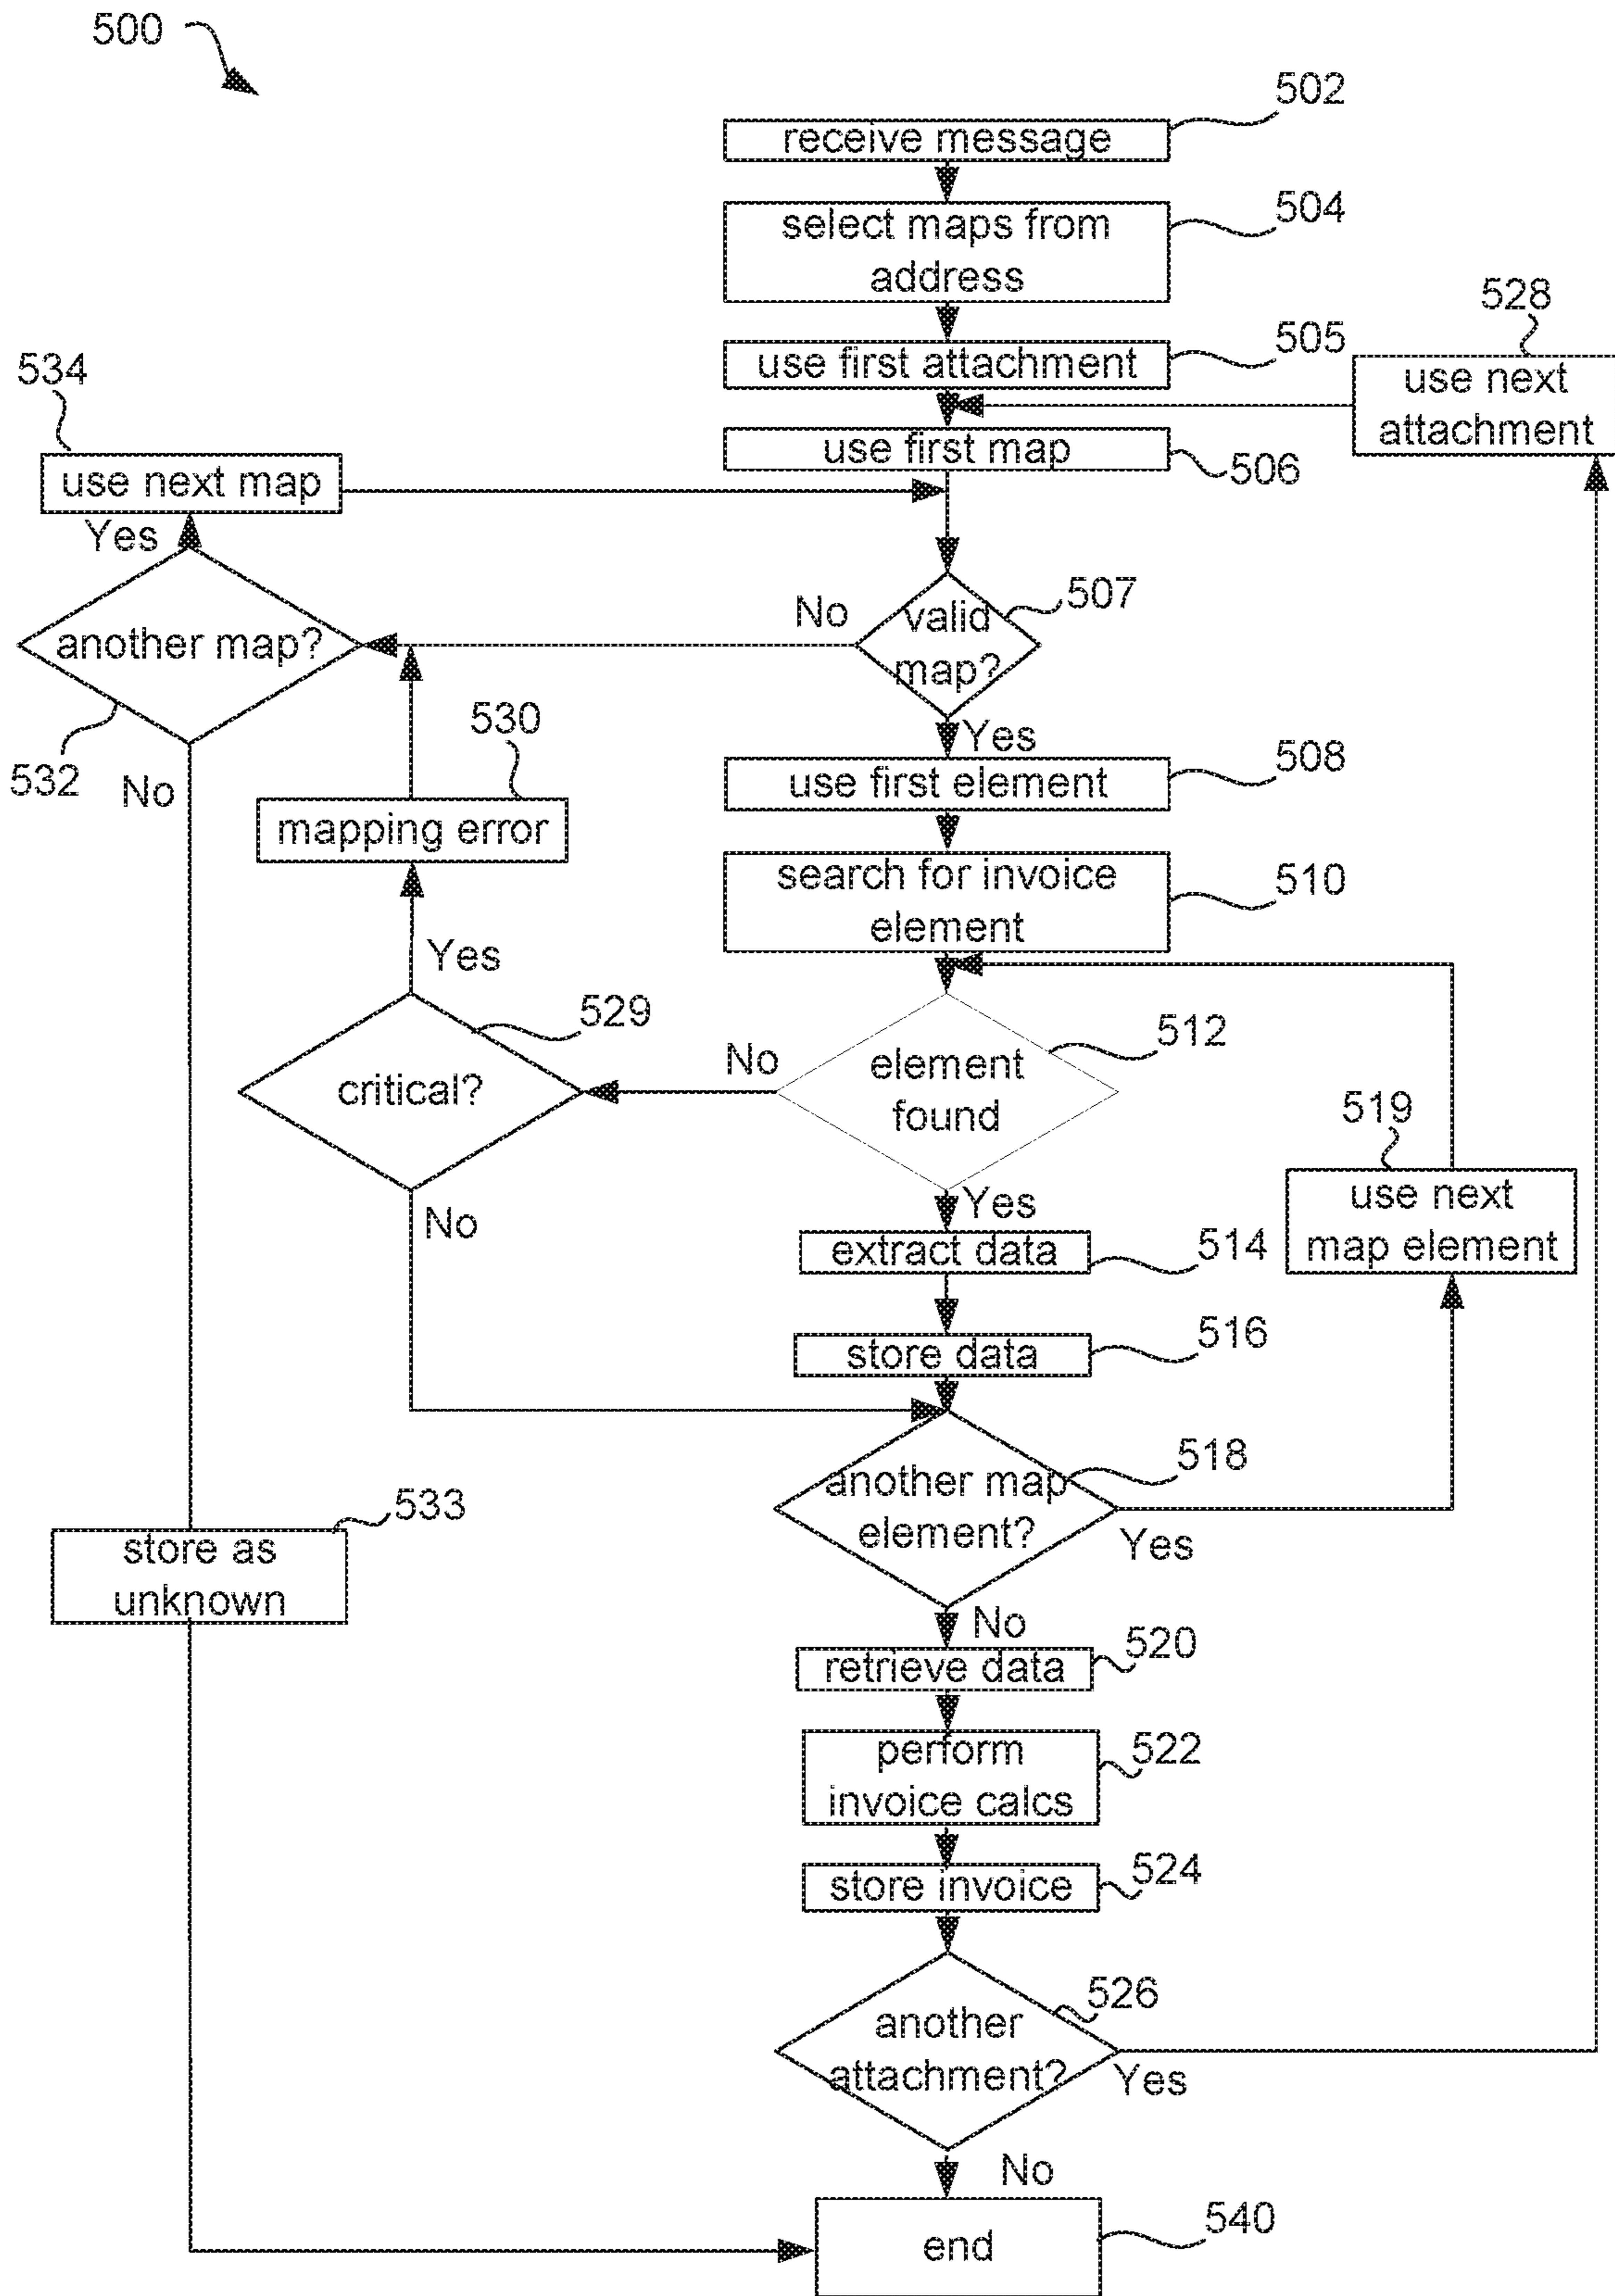 500
502
receive message
504
select maps from
address
528
505
use first attachment
use next
attachment
534
use first map
506
use next map
Yes
507
No
valid
map?
another map?
530
Yes
532
No
508
use first element
mapping error
search for invoice
element
510
Yes
529
512
No
element
found
critical?
519
Yes
use next
map element
No
extract data
514
516
store data
518
another map
element?
Yes
533
store as
unknown
No
520
retrieve data
perform
invoice calcs
522
524
store invoice
526
another
attachment?
Yes
No
540
end